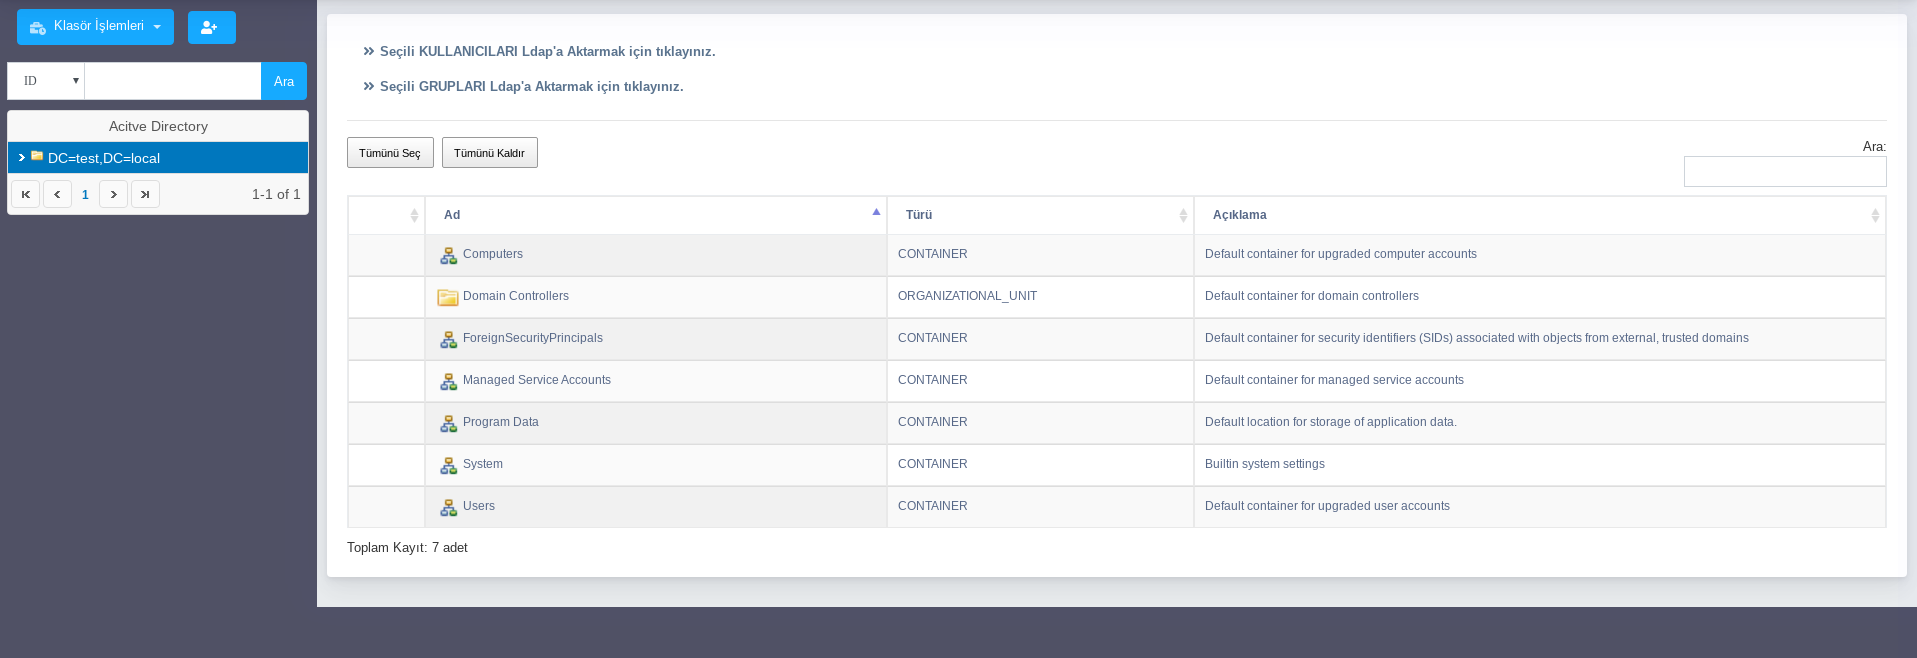 Klasör İşlemleri
ID
Ara
Acitve Directory
DC=test,DC=local
1
1-1 of 1
Seçili KULLANICILARI Ldap'a Aktarmak için tıklayınız.
Seçili GRUPLARI Ldap'a Aktarmak için tıklayınız.
Tümünü Seç Tümünü Kaldır
Ara:
Ad Türü Açıklama
Computers CONTAINER Default container for upgraded computer accounts
Domain Controllers ORGANIZATIONAL_UNIT Default container for domain controllers
ForeignSecurityPrincipals CONTAINER Default container for security identifiers (SIDs) associated with objects from external, trusted domains
Managed Service Accounts CONTAINER Default container for managed service accounts
Program Data CONTAINER Default location for storage of application data.
System CONTAINER Builtin system settings
Users CONTAINER Default container for upgraded user accounts
Toplam Kayıt: 7 adet